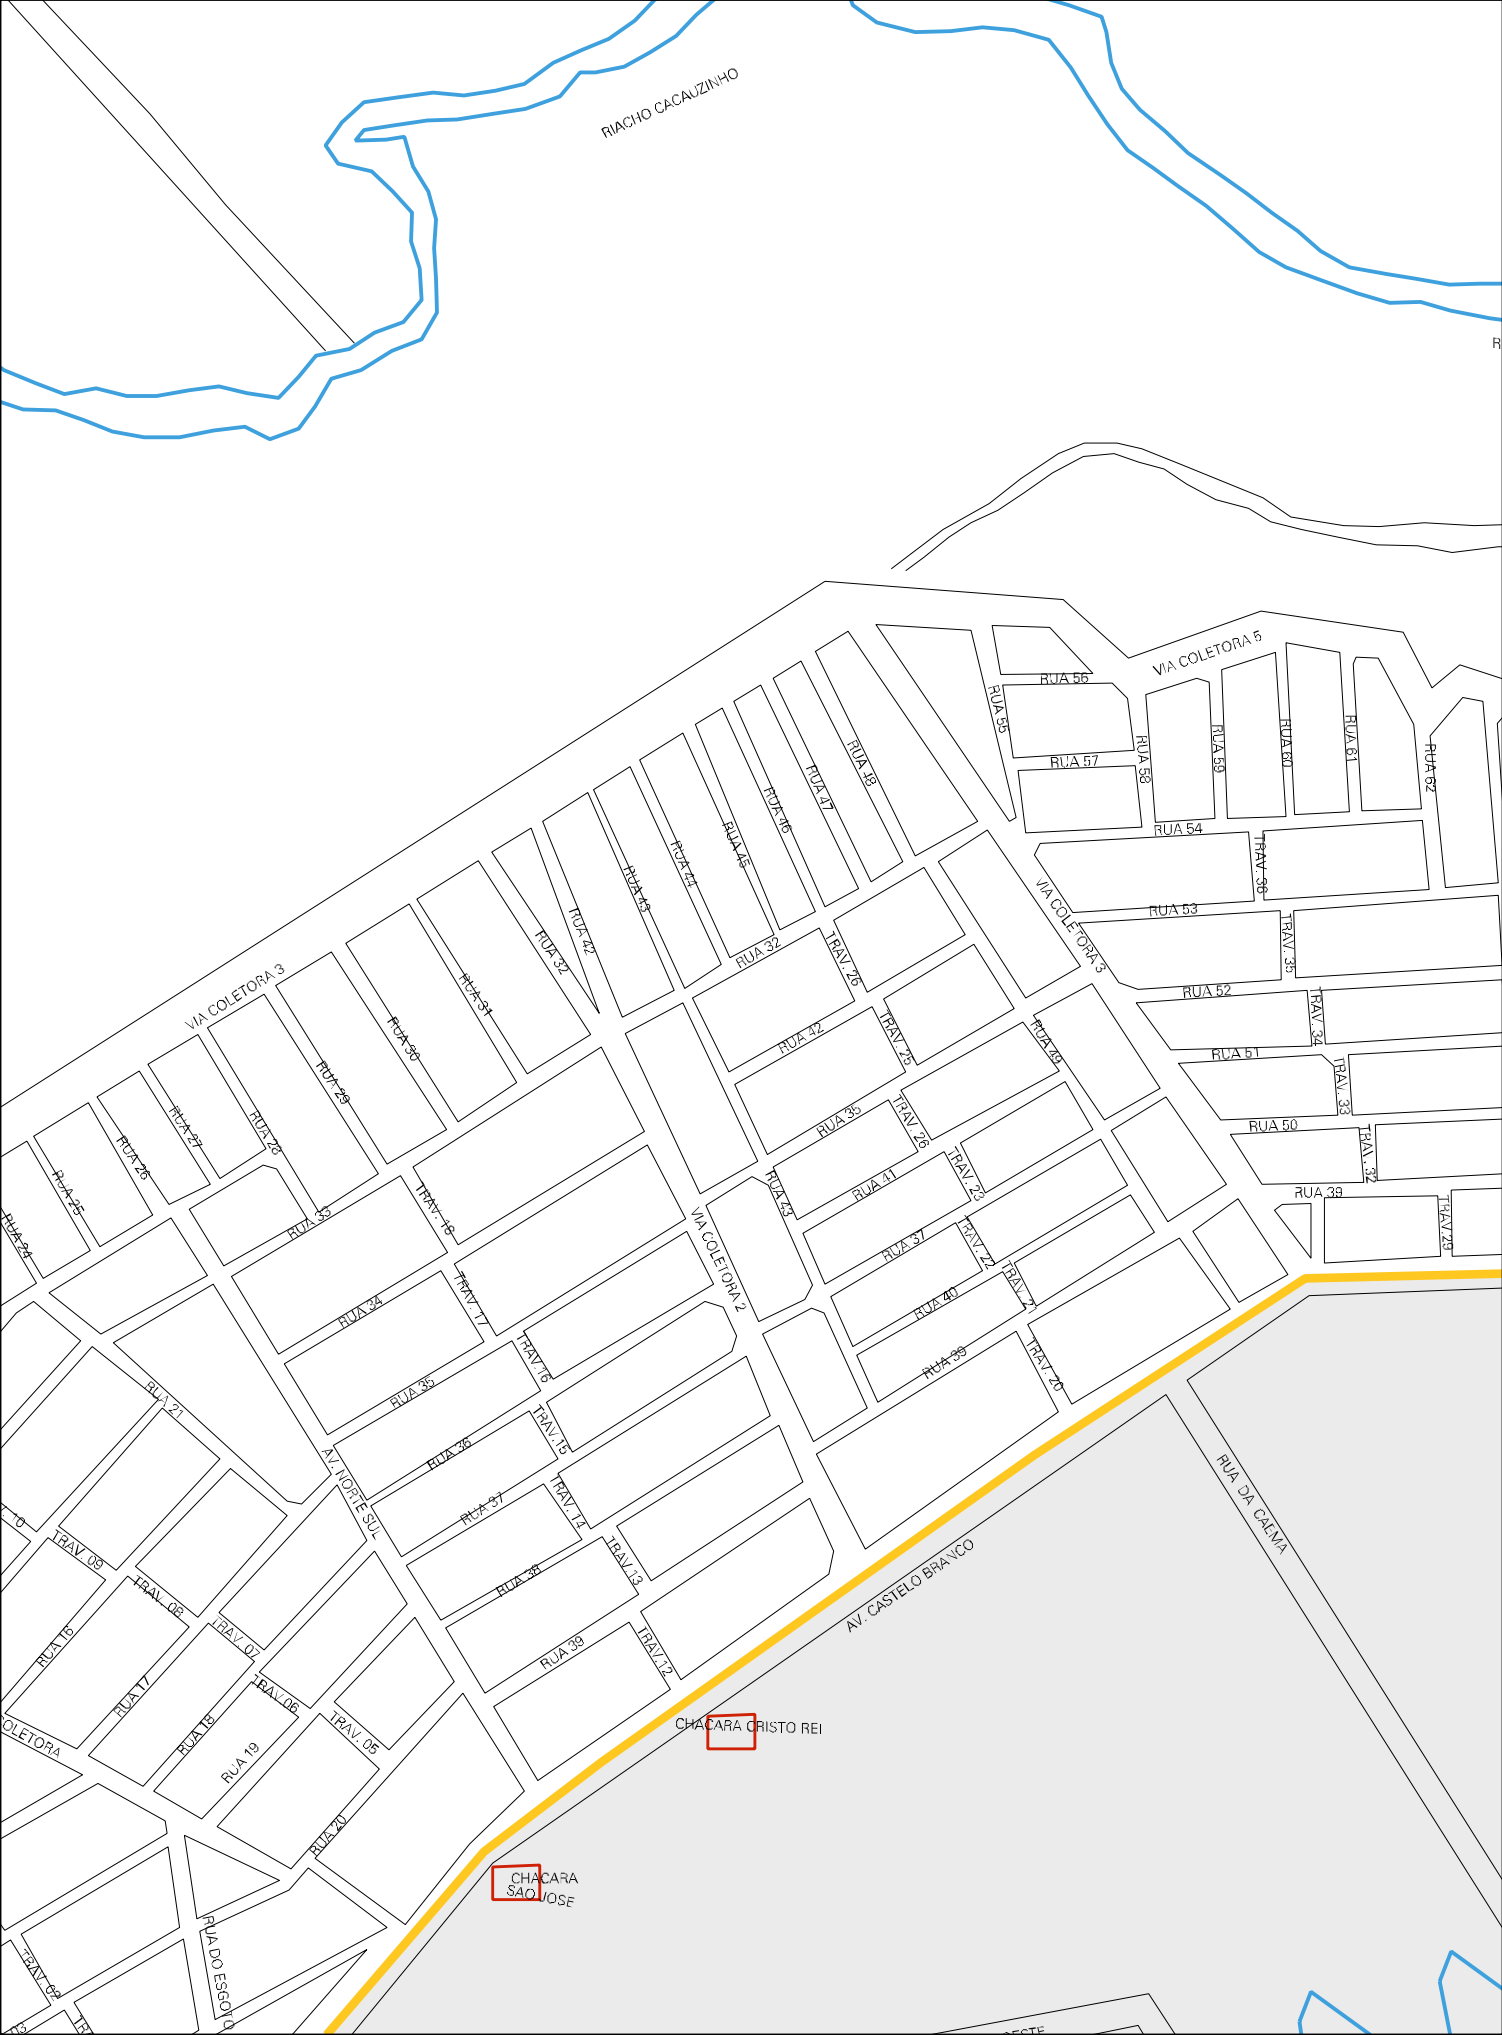 RIACHO CACAUZINHO
VIA COLETORA 5
RUA 56
RUA 55
RUA 57
RUA 58
RUA 59
RUA 60
RUA 61
RUA 62
RUA 48
RUA 47
RUA 46
RUA 45
RUA 44
RUA 43
RUA 42
RUA 32
RUA 54
TRAV. 36
RUA 53
VIA COLETORA 3
TRAV. 35
RUA 32
TRAV. 26
RUA 52
TRAV. 34
VIA COLETORA 3
RUA 31
RUA 30
RUA 29
RUA 28
RUA 27
RUA 26
RUA 25
RUA 24
RUA 42
TRAV. 25
RUA 49
RUA 51
TRAV. 33
RUA 35
TRAV. 26
RUA 50
TRAV. 32
RUA 41
TRAV. 23
RUA 43
RUA 39
TRAV.29
RUA 33
TRAV. 18
VIA COLETORA 2
RUA 37
TRAV. 22
RUA 34
TRAV. 17
RUA 40
TRAV. 21
RUA 39
TRAV. 20
RUA 35
TRAV. 16
RUA 21
RUA 36
TRAV. 15
AV. NORTE SUL
RUA 37
TRAV. 14
RUA DA CAEMA
TRAV. 09
RUA 38
TRAV.13
AV. CASTELO BRANCO
TRAV. 08
TRAV. 07
RUA 16
RUA 39
TRAV.12
RUA 17
TRAV.06
RUA 18
TRAV. 05
RUA 19
COLETORA
CHACARA CRISTO REI
RUA 20
CHACARA
SAO JOSE
RUA DO ESGOTO
TRAV. 02